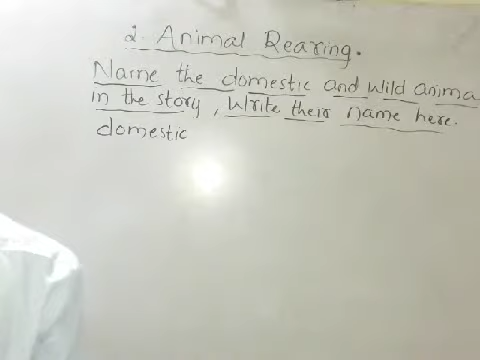 2. Animal Rearing.
Name the domestic and Wild anima
in the story, Write their name here.
domestic